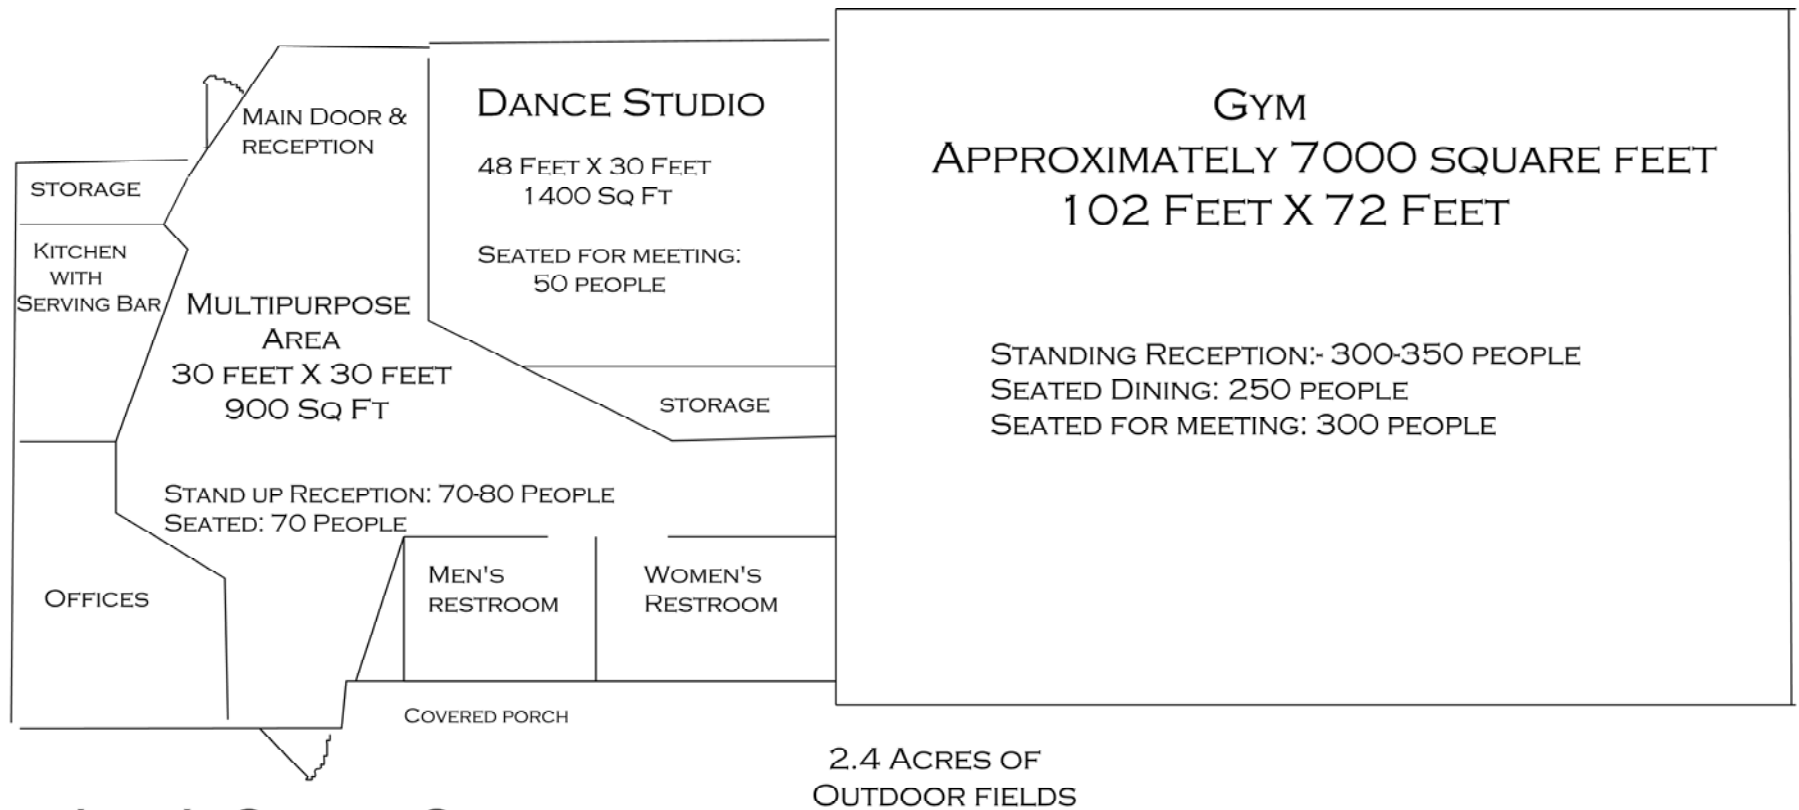 Main Door &
reception
Dance Studio
48 Feet x 30 Feet
1400 Sq Ft
Seated for meeting:
50 people
Gym
Approximately 7000 square feet
102 Feet x 72 Feet
Standing Reception:- 300-350 people
Seated Dining: 250 people
Seated for meeting: 300 people
storage
Kitchen
with
Serving Bar
Multipurpose
Area
30 feet x 30 feet
900 Sq Ft
storage
Stand up Reception: 70-80 People
Seated: 70 People
Offices
Men's
restroom
Women's
Restroom
Covered porch
2.4 Acres of
Outdoor fields